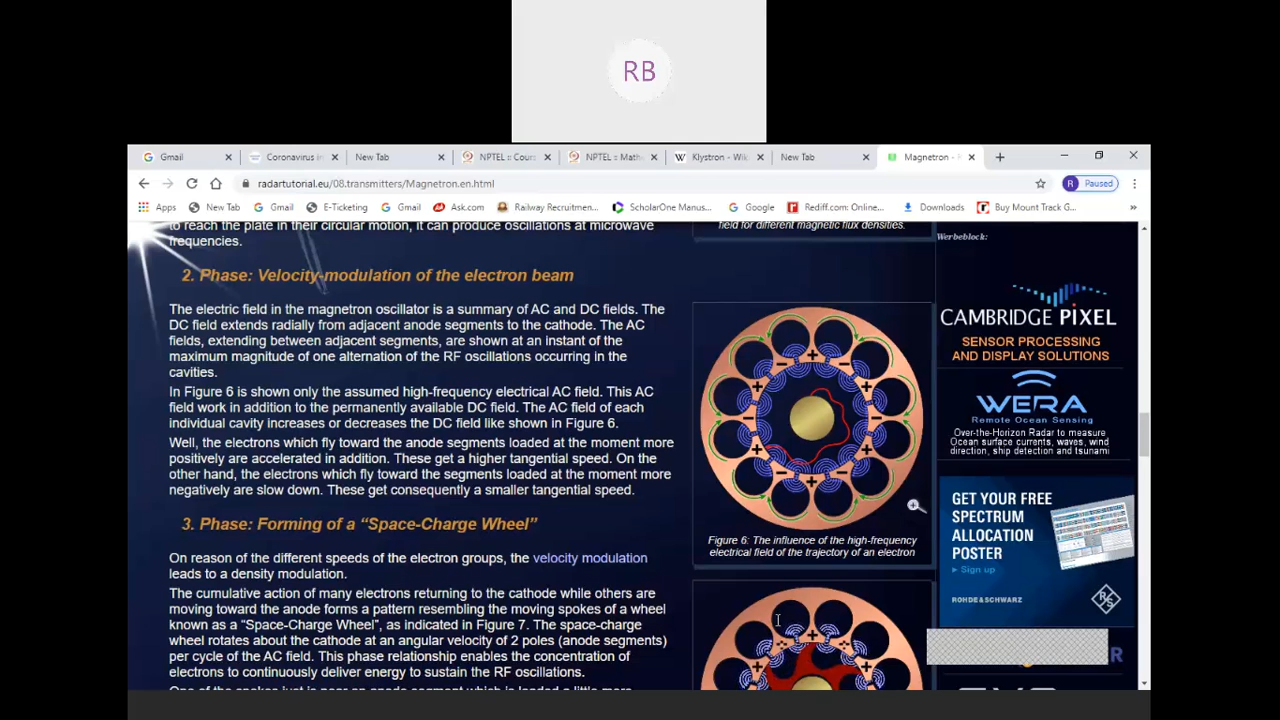 RB
Gmail
Coronavirus in
New Tab
NPTEL :: Cours
NPTEL :: Math
Klystron - Wik
New Tab
Magnetron -
radartutorial.eu/08.transmitters/Magnetron.en.html
R
Paused
Apps
New Tab
Gmail
E-Ticketing
Gmail
Ask.com
Railway Recruitmen...
ScholarOne Manus...
Google
Rediff.com: Online...
Downloads
Buy Mount Track G...
to reach the plate in their circular motion, it can produce oscillations at microwave
frequencies.
2. Phase: Velocity-modulation of the electron beam
The electric field in the magnetron oscillator is a summary of AC and DC fields. The
DC field extends radially from adjacent anode segments to the cathode. The AC
fields, extending between adjacent segments, are shown at an instant of the
maximum magnitude of one alternation of the RF oscillations occurring in the
cavities.
In Figure 6 is shown only the assumed high-frequency electrical AC field. This AC
field work in addition to the permanently available DC field. The AC field of each
individual cavity increases or decreases the DC field like shown in Figure 6.
Well, the electrons which fly toward the anode segments loaded at the moment more
positively are accelerated in addition. These get a higher tangential speed. On the
other hand, the electrons which fly toward the segments loaded at the moment more
negatively are slow down. These get consequently a smaller tangential speed.
3. Phase: Forming of a “Space-Charge Wheel”
On reason of the different speeds of the electron groups, the velocity modulation
leads to a density modulation.
The cumulative action of many electrons returning to the cathode while others are
moving toward the anode forms a pattern resembling the moving spokes of a wheel
known as a “Space-Charge Wheel”, as indicated in Figure 7. The space-charge
wheel rotates about the cathode at an angular velocity of 2 poles (anode segments)
per cycle of the AC field. This phase relationship enables the concentration of
electrons to continuously deliver energy to sustain the RF oscillations.
One of the spokes just is near an anode segment which is loaded a little more
field for different magnetic flux densities.
Figure 6: The influence of the high-frequency
electrical field of the trajectory of an electron
Werbeblock:
CAMBRIDGE PIXEL
SENSOR PROCESSING
AND DISPLAY SOLUTIONS
WERA
Remote Ocean Sensing
Over-the-Horizon Radar to measure
Ocean surface currents, waves, wind
direction, ship detection and tsunami
GET YOUR FREE
SPECTRUM
ALLOCATION
POSTER
Sign up
ROHDE&SCHWARZ
R S